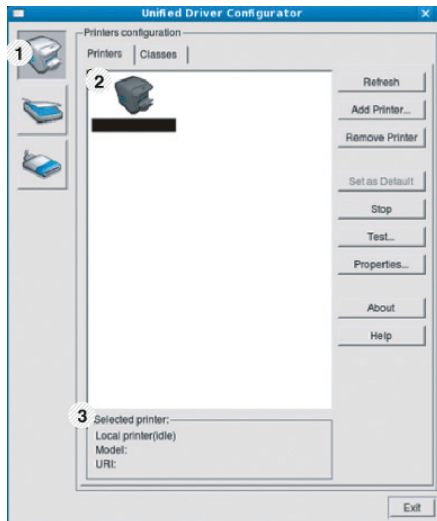 Unified Driver Configurator
Printers configuration
1
Printers
Classes
2
Refresh
Add Printer...
Remove Printer
Set as Default
Stop
Test...
Properties...
About
Help
3
Selected printer:
Local printer(idle)
Model:
URI:
Exit